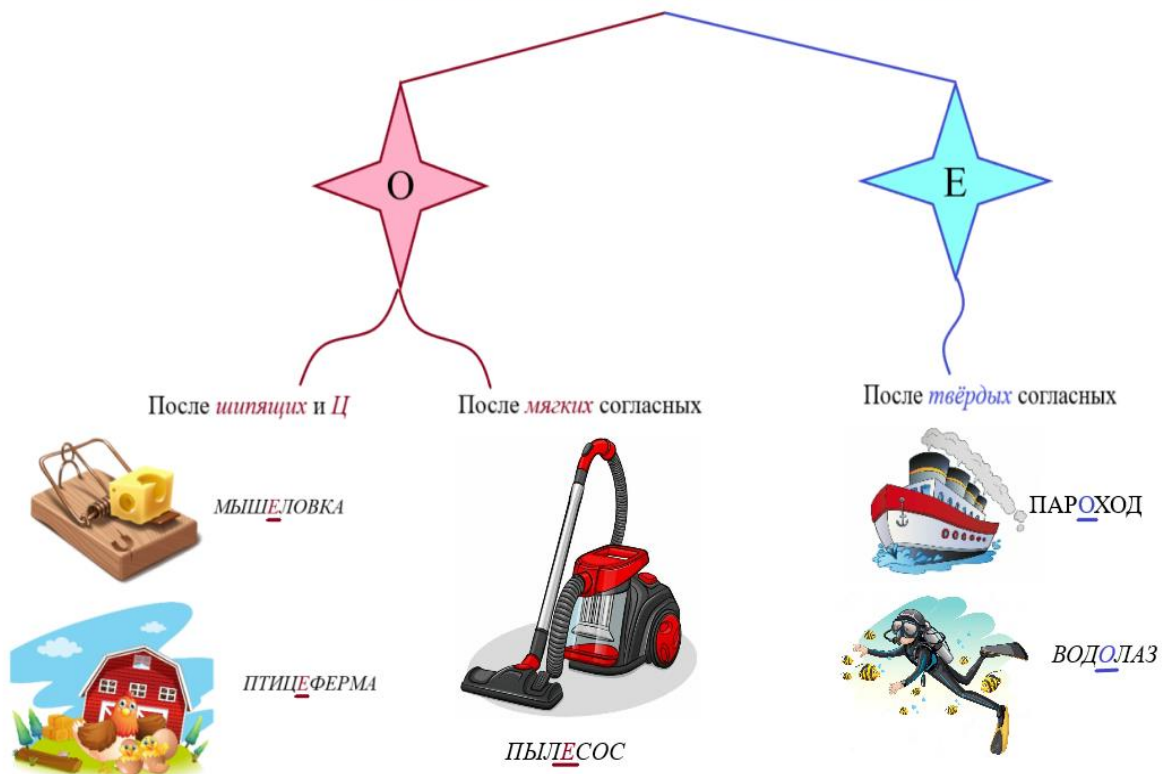 О
Е
После шипящих и Ц
После мягких согласных
После твёрдых согласных
МЫШЕЛОВКА
ПТИЦЕФЕРМА
ПЫЛЕСОС
ПАРОХОД
ВОДОЛАЗ